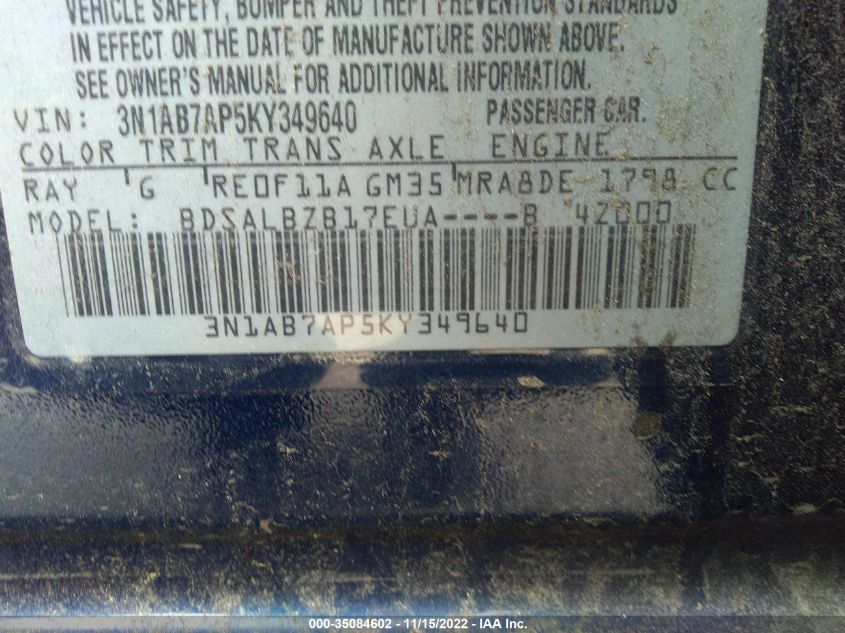 VEHICLE SAFETY, BUMPER AND THEFT PREVENTION STANDARDS
IN EFFECT ON THE DATE OF MANUFACTURE SHOWN ABOVE.
SEE OWNER'S MANUAL FOR ADDITIONAL INFORMATION.
VIN: 3N1AB7AP5KY349640 PASSENGER CAR.
COLOR TRIM TRANS AXLE ENGINE
RAY G RE0F11A GM35 MRA8DE 1798 CC
MODEL: BDSALBZB17EUA----B 4Z000
3N1AB7AP5KY349640
000-35084602 - 11/15/2022 - IAA Inc.